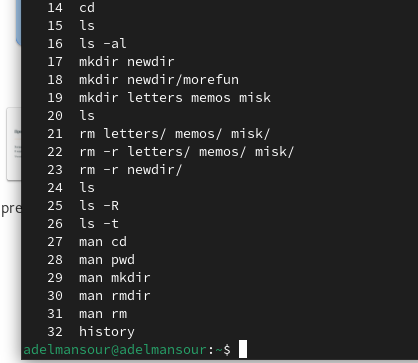 14 cd
15 ls
16 ls -al
17 mkdir newdir
18 mkdir newdir/morefun
19 mkdir letters memos misk
20 ls
21 rm letters/ memos/ misk/
22 rm -r letters/ memos/ misk/
23 rm -r newdir/
24 ls
25 ls -R
26 ls -t
27 man cd
28 man pwd
29 man mkdir
30 man rmdir
31 man rm
32 history
adelmansour@adelmansour:~$
pre